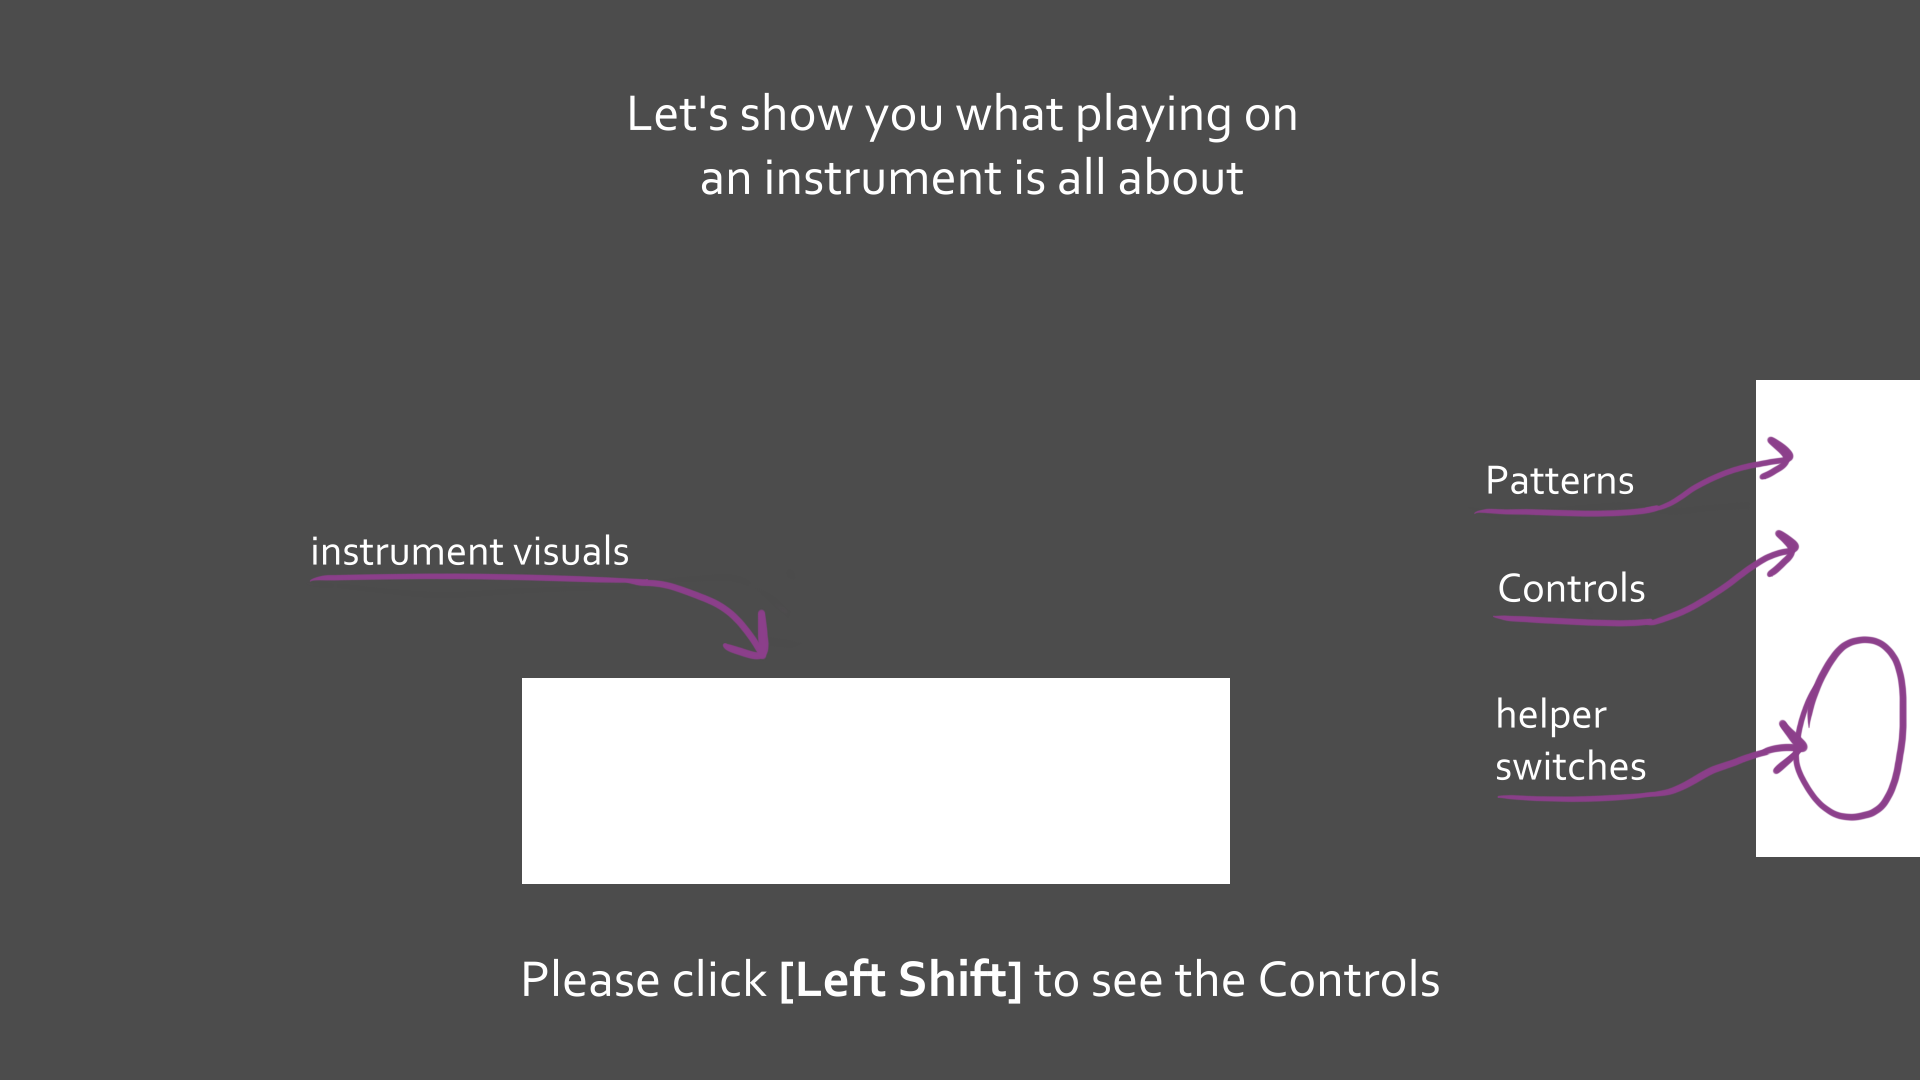 Let's show you what playing on
an instrument is all about
Patterns
instrument visuals
Controls
helper
switches
Please click [Left Shift] to see the Controls